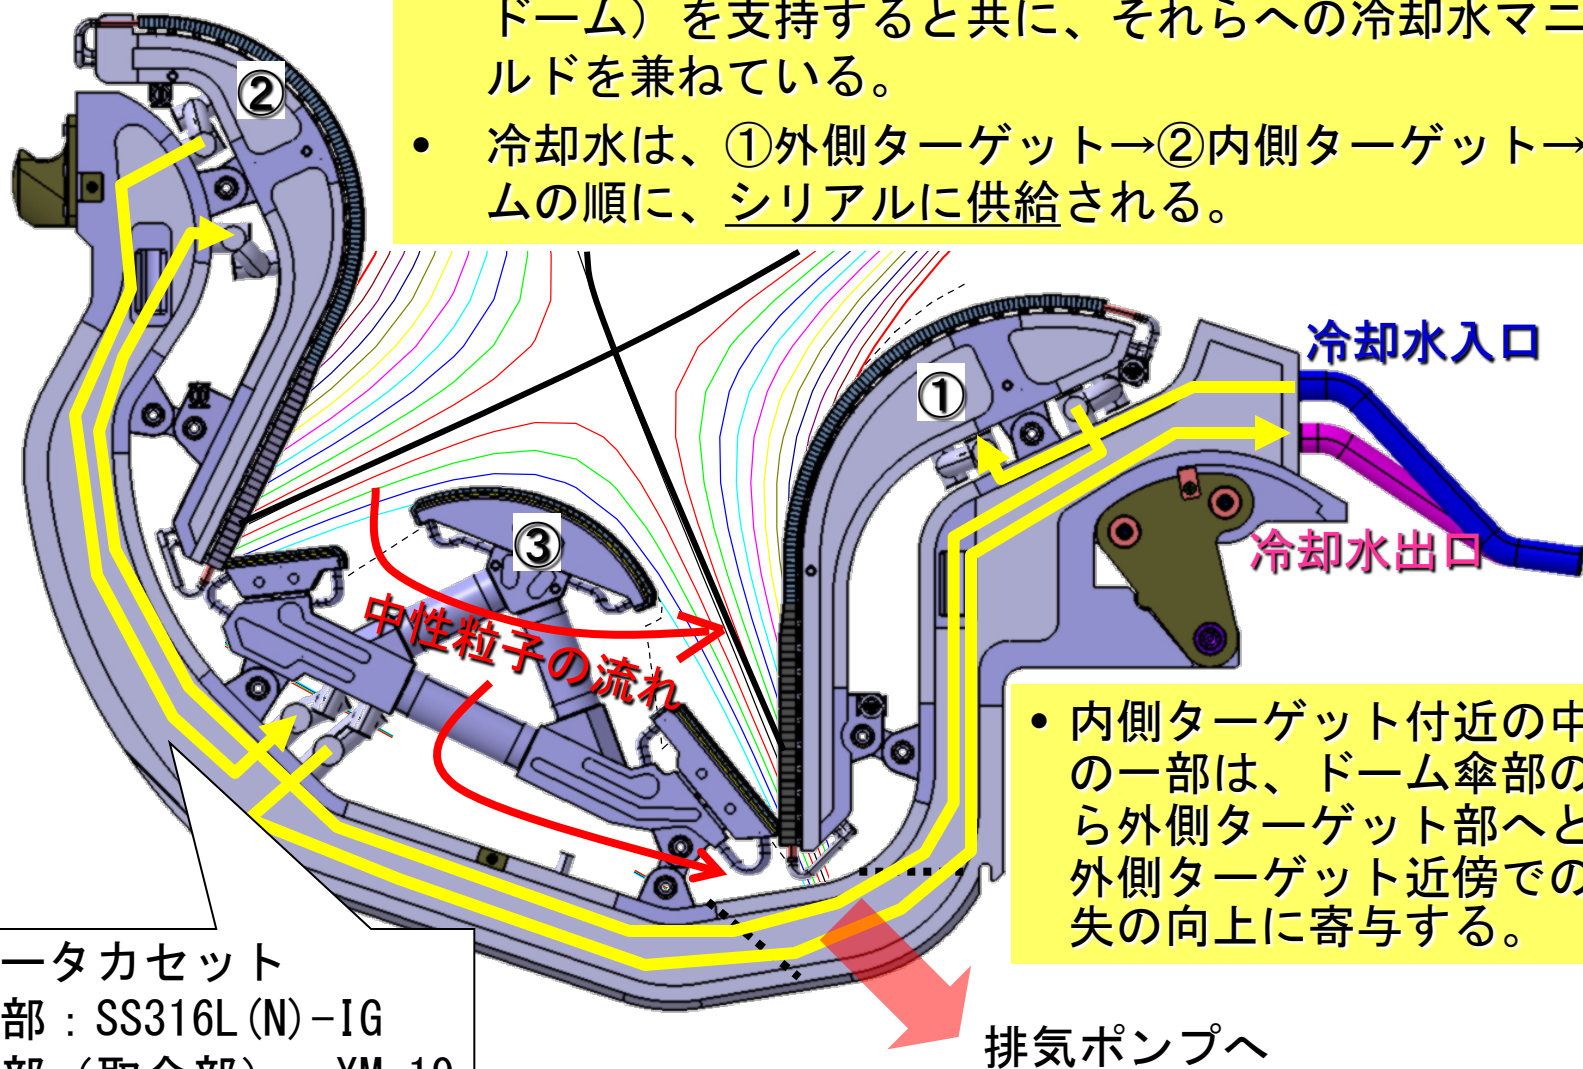 ドーム）を支持すると共に、それらへの冷却水マニ
ルドを兼ねている。
• 冷却水は、①外側ターゲット→②内側ターゲット→
ムの順に、シリアルに供給される。
②
①
冷却水入口
冷却水出口
③
中性粒子の流れ
• 内側ターゲット付近の中
の一部は、ドーム傘部の
ら外側ターゲット部へと
外側ターゲット近傍での
失の向上に寄与する。
ータカセット
部：SS316L(N)-IG
部（取合部）
排気ポンプへ